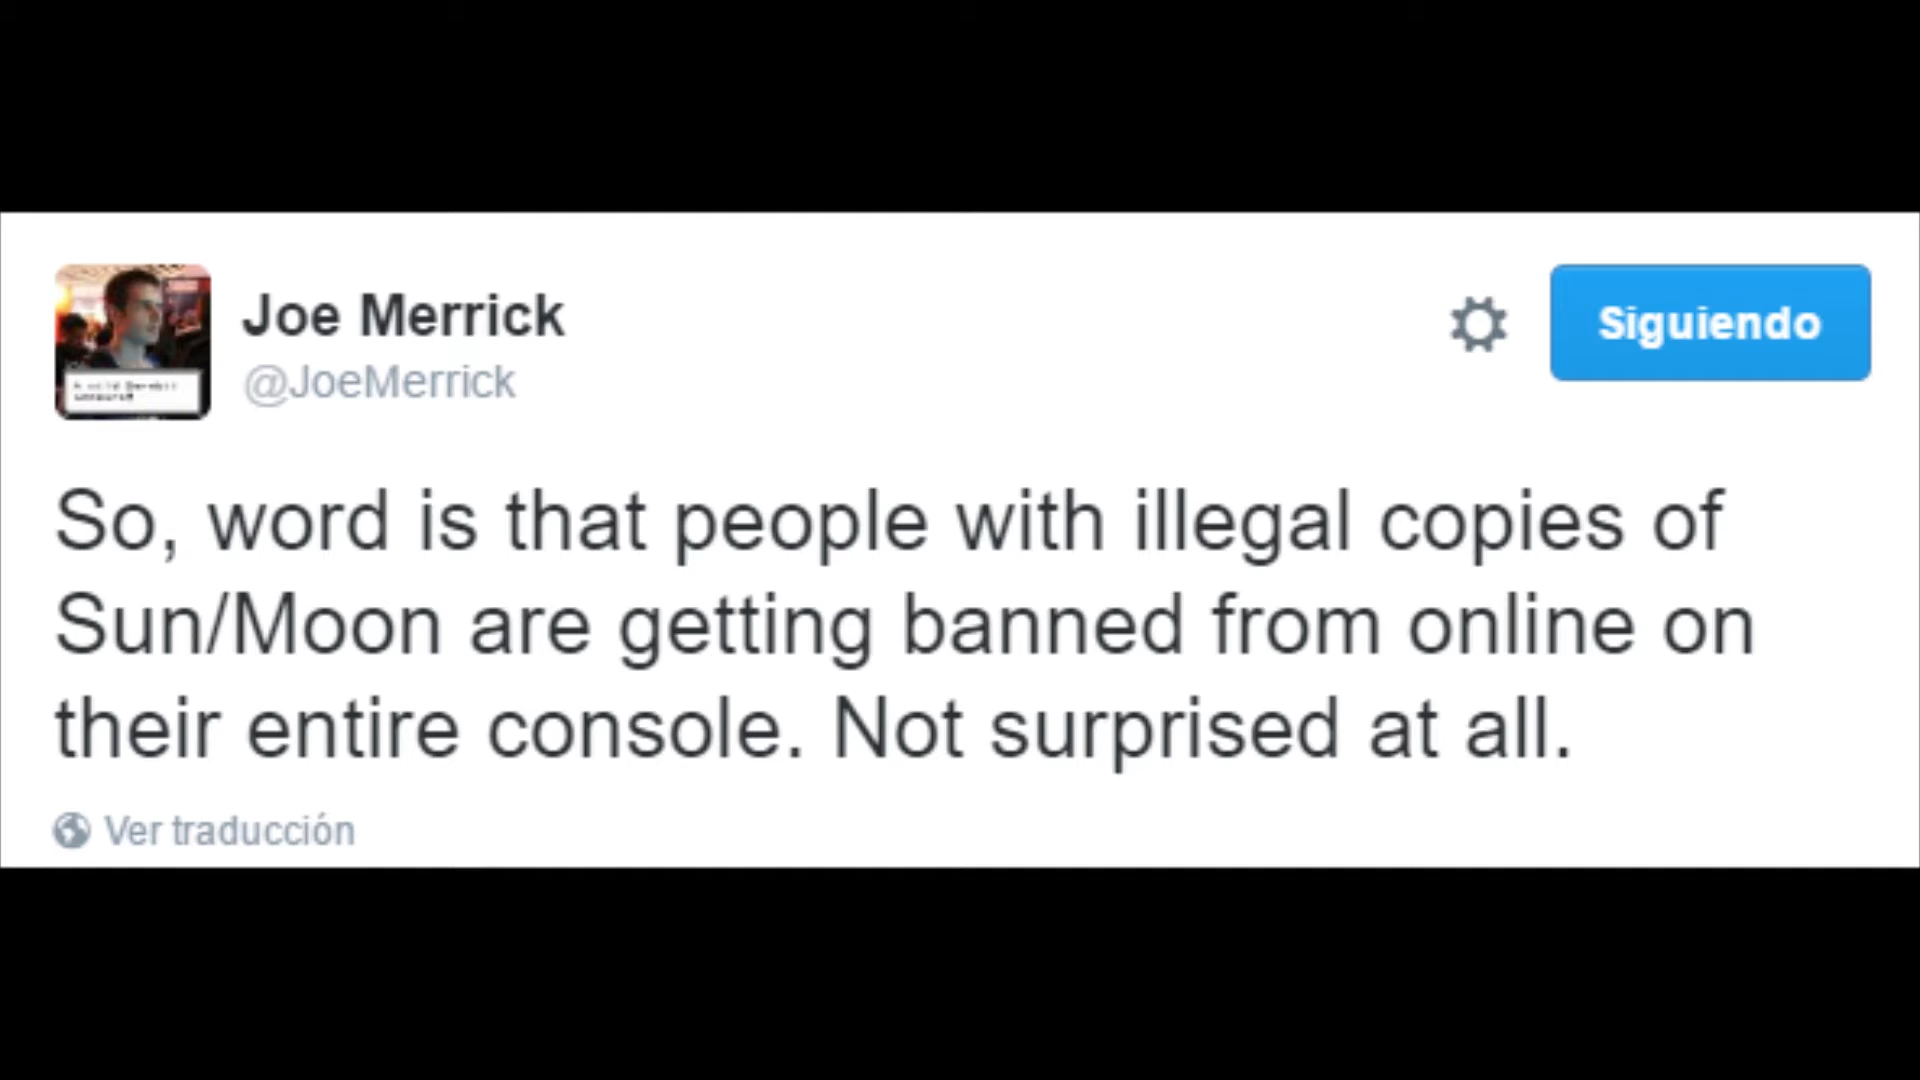 Joe Merrick
@JoeMerrick
Siguiendo
So, word is that people with illegal copies of
Sun/Moon are getting banned from online on
their entire console. Not surprised at all.
Ver traducción